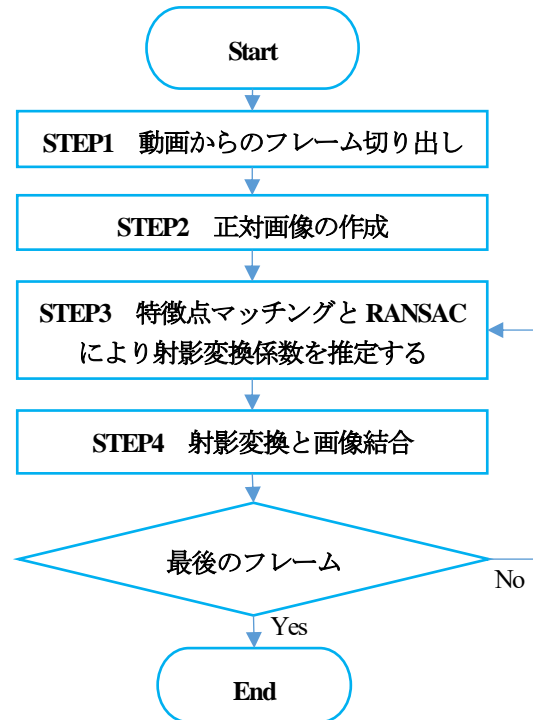 Start
STEP1 動画からのフレーム切り出し
STEP2 正対画像の作成
STEP3 特徴点マッチングと RANSAC
により射影変換係数を推定する
STEP4 射影変換と画像結合
最後のフレーム
No
Yes
End